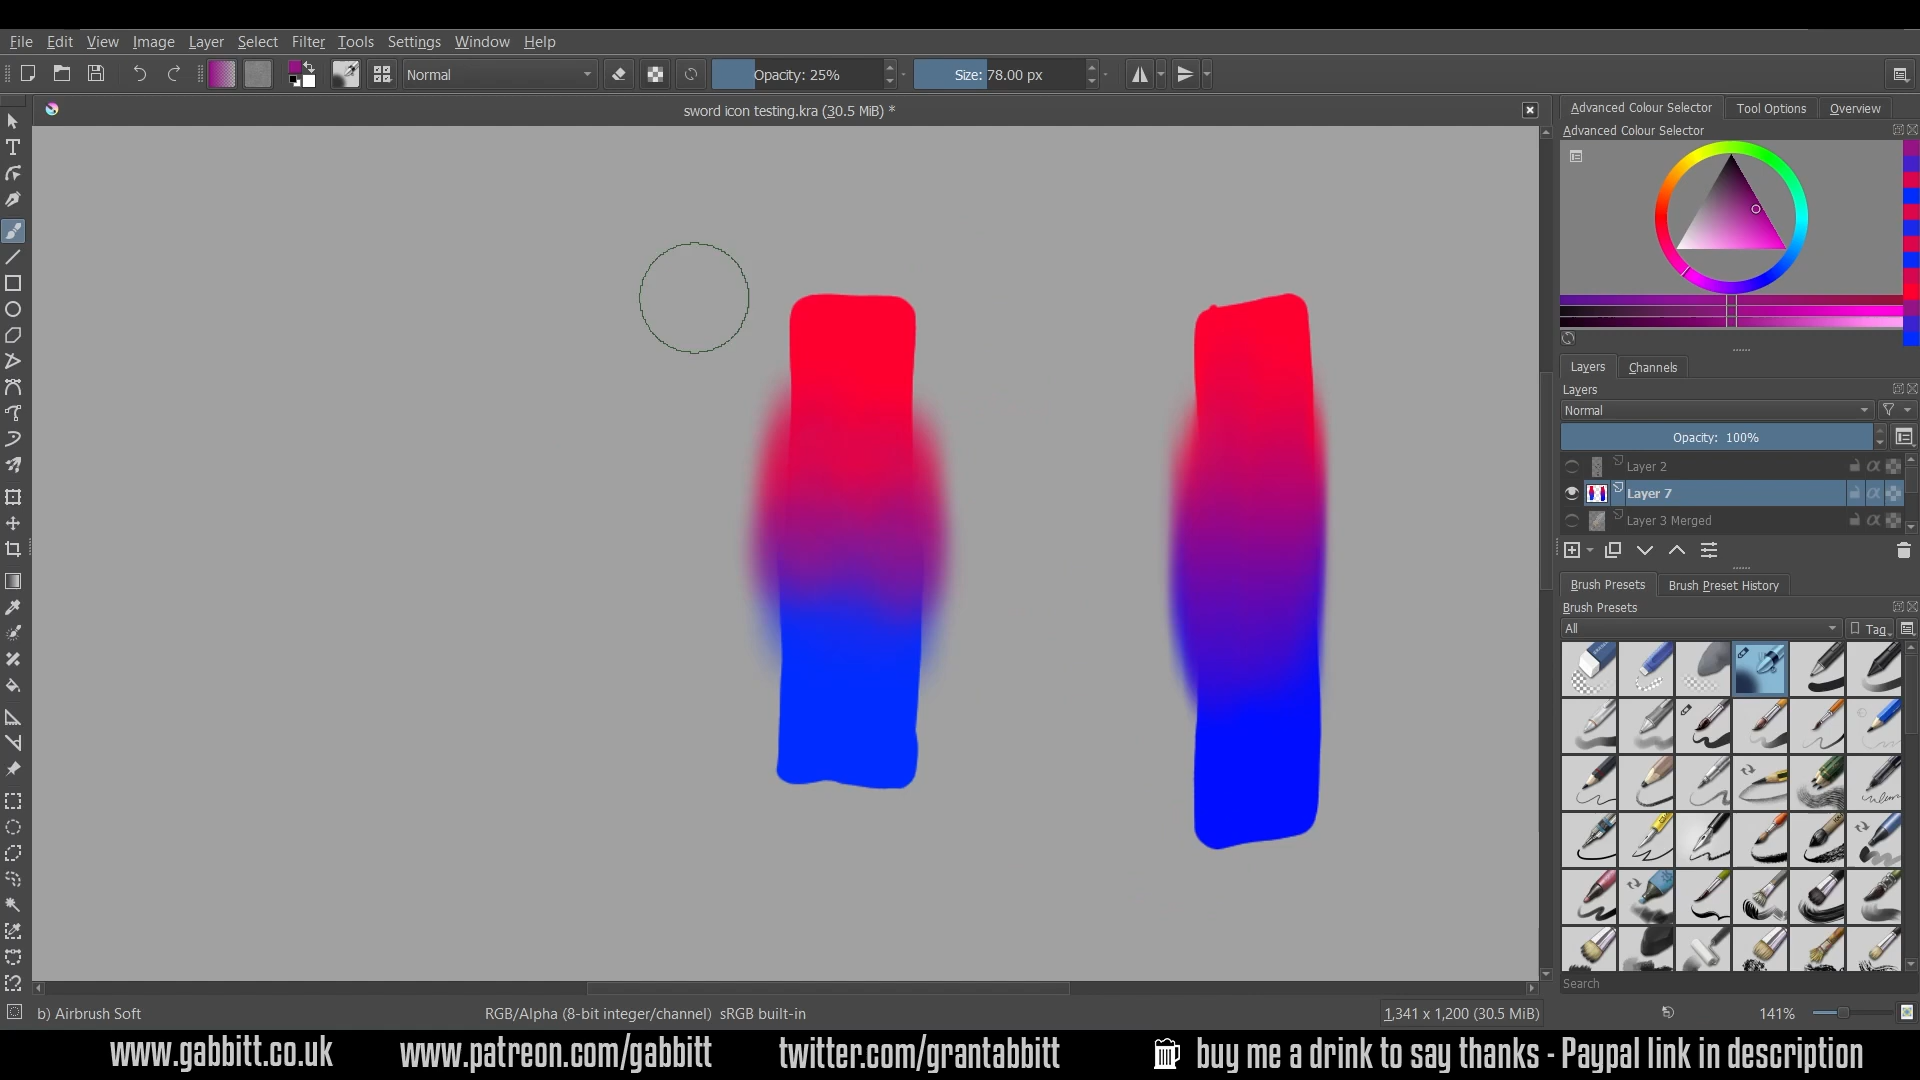 File Edit View Image Layer Select Filter Tools Settings Window Help
Normal Opacity: 25% Size: 78.00 px
sword icon testing.kra (30.5 MiB) *
Advanced Colour Selector Tool Options Overview
Advanced Colour Selector
Layers Channels
Layers
Normal
Opacity: 100%
Layer 2
Layer 7
Layer 3 Merged
Brush Presets Brush Preset History
Brush Presets
All Tag
Search
b) Airbrush Soft RGB/Alpha (8-bit integer/channel) sRGB built-in 1,341 x 1,200 (30.5 MiB) 141%
www.gabbitt.co.uk www.patreon.com/gabbitt twitter.com/grantabbitt buy me a drink to say thanks - Paypal link in description